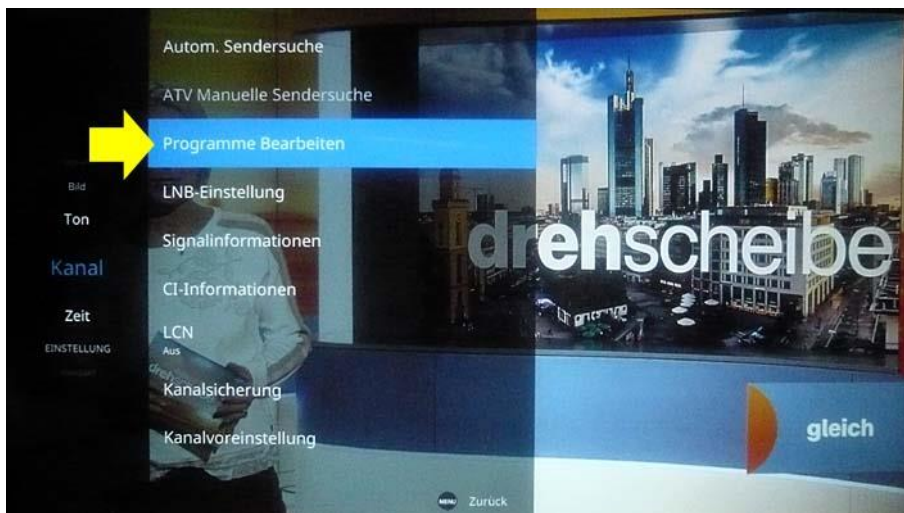 Autom. Sendersuche
ATV Manuelle Sendersuche
Programme Bearbeiten
LNB-Einstellung
Signalinformationen
CI-Informationen
LCN
Aus
Kanalsicherung
Kanalvoreinstellung
Bild
Ton
Kanal
Zeit
EINSTELLUNG
drehscheibe
dreh
gleich
MENU Zurück